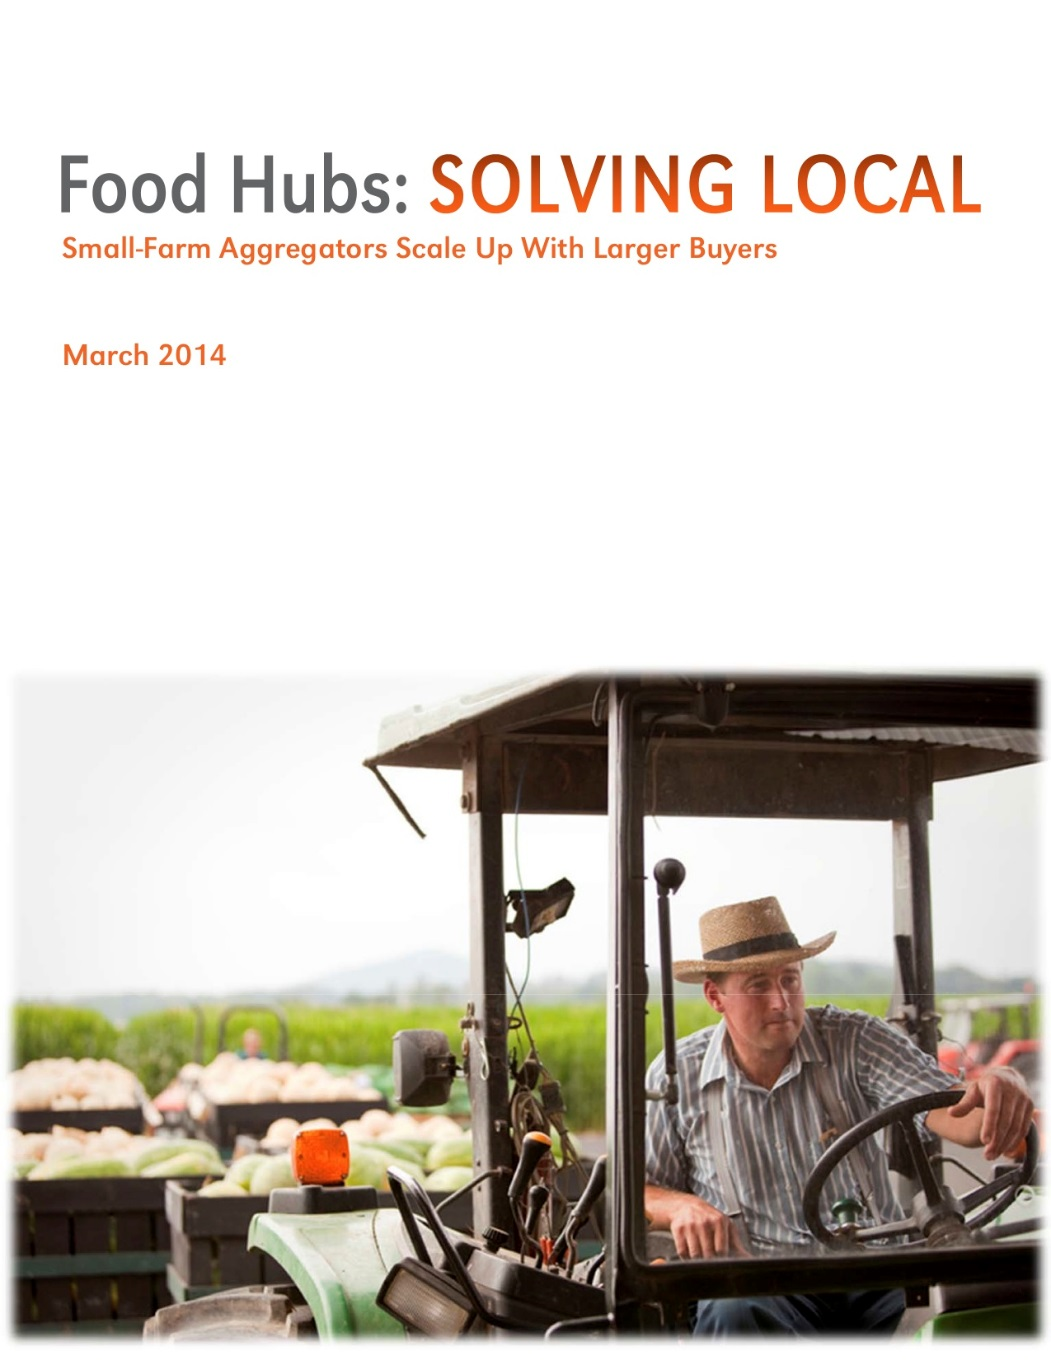 Food Hubs: SOLVING LOCAL
Small-Farm Aggregators Scale Up With Larger Buyers
March 2014